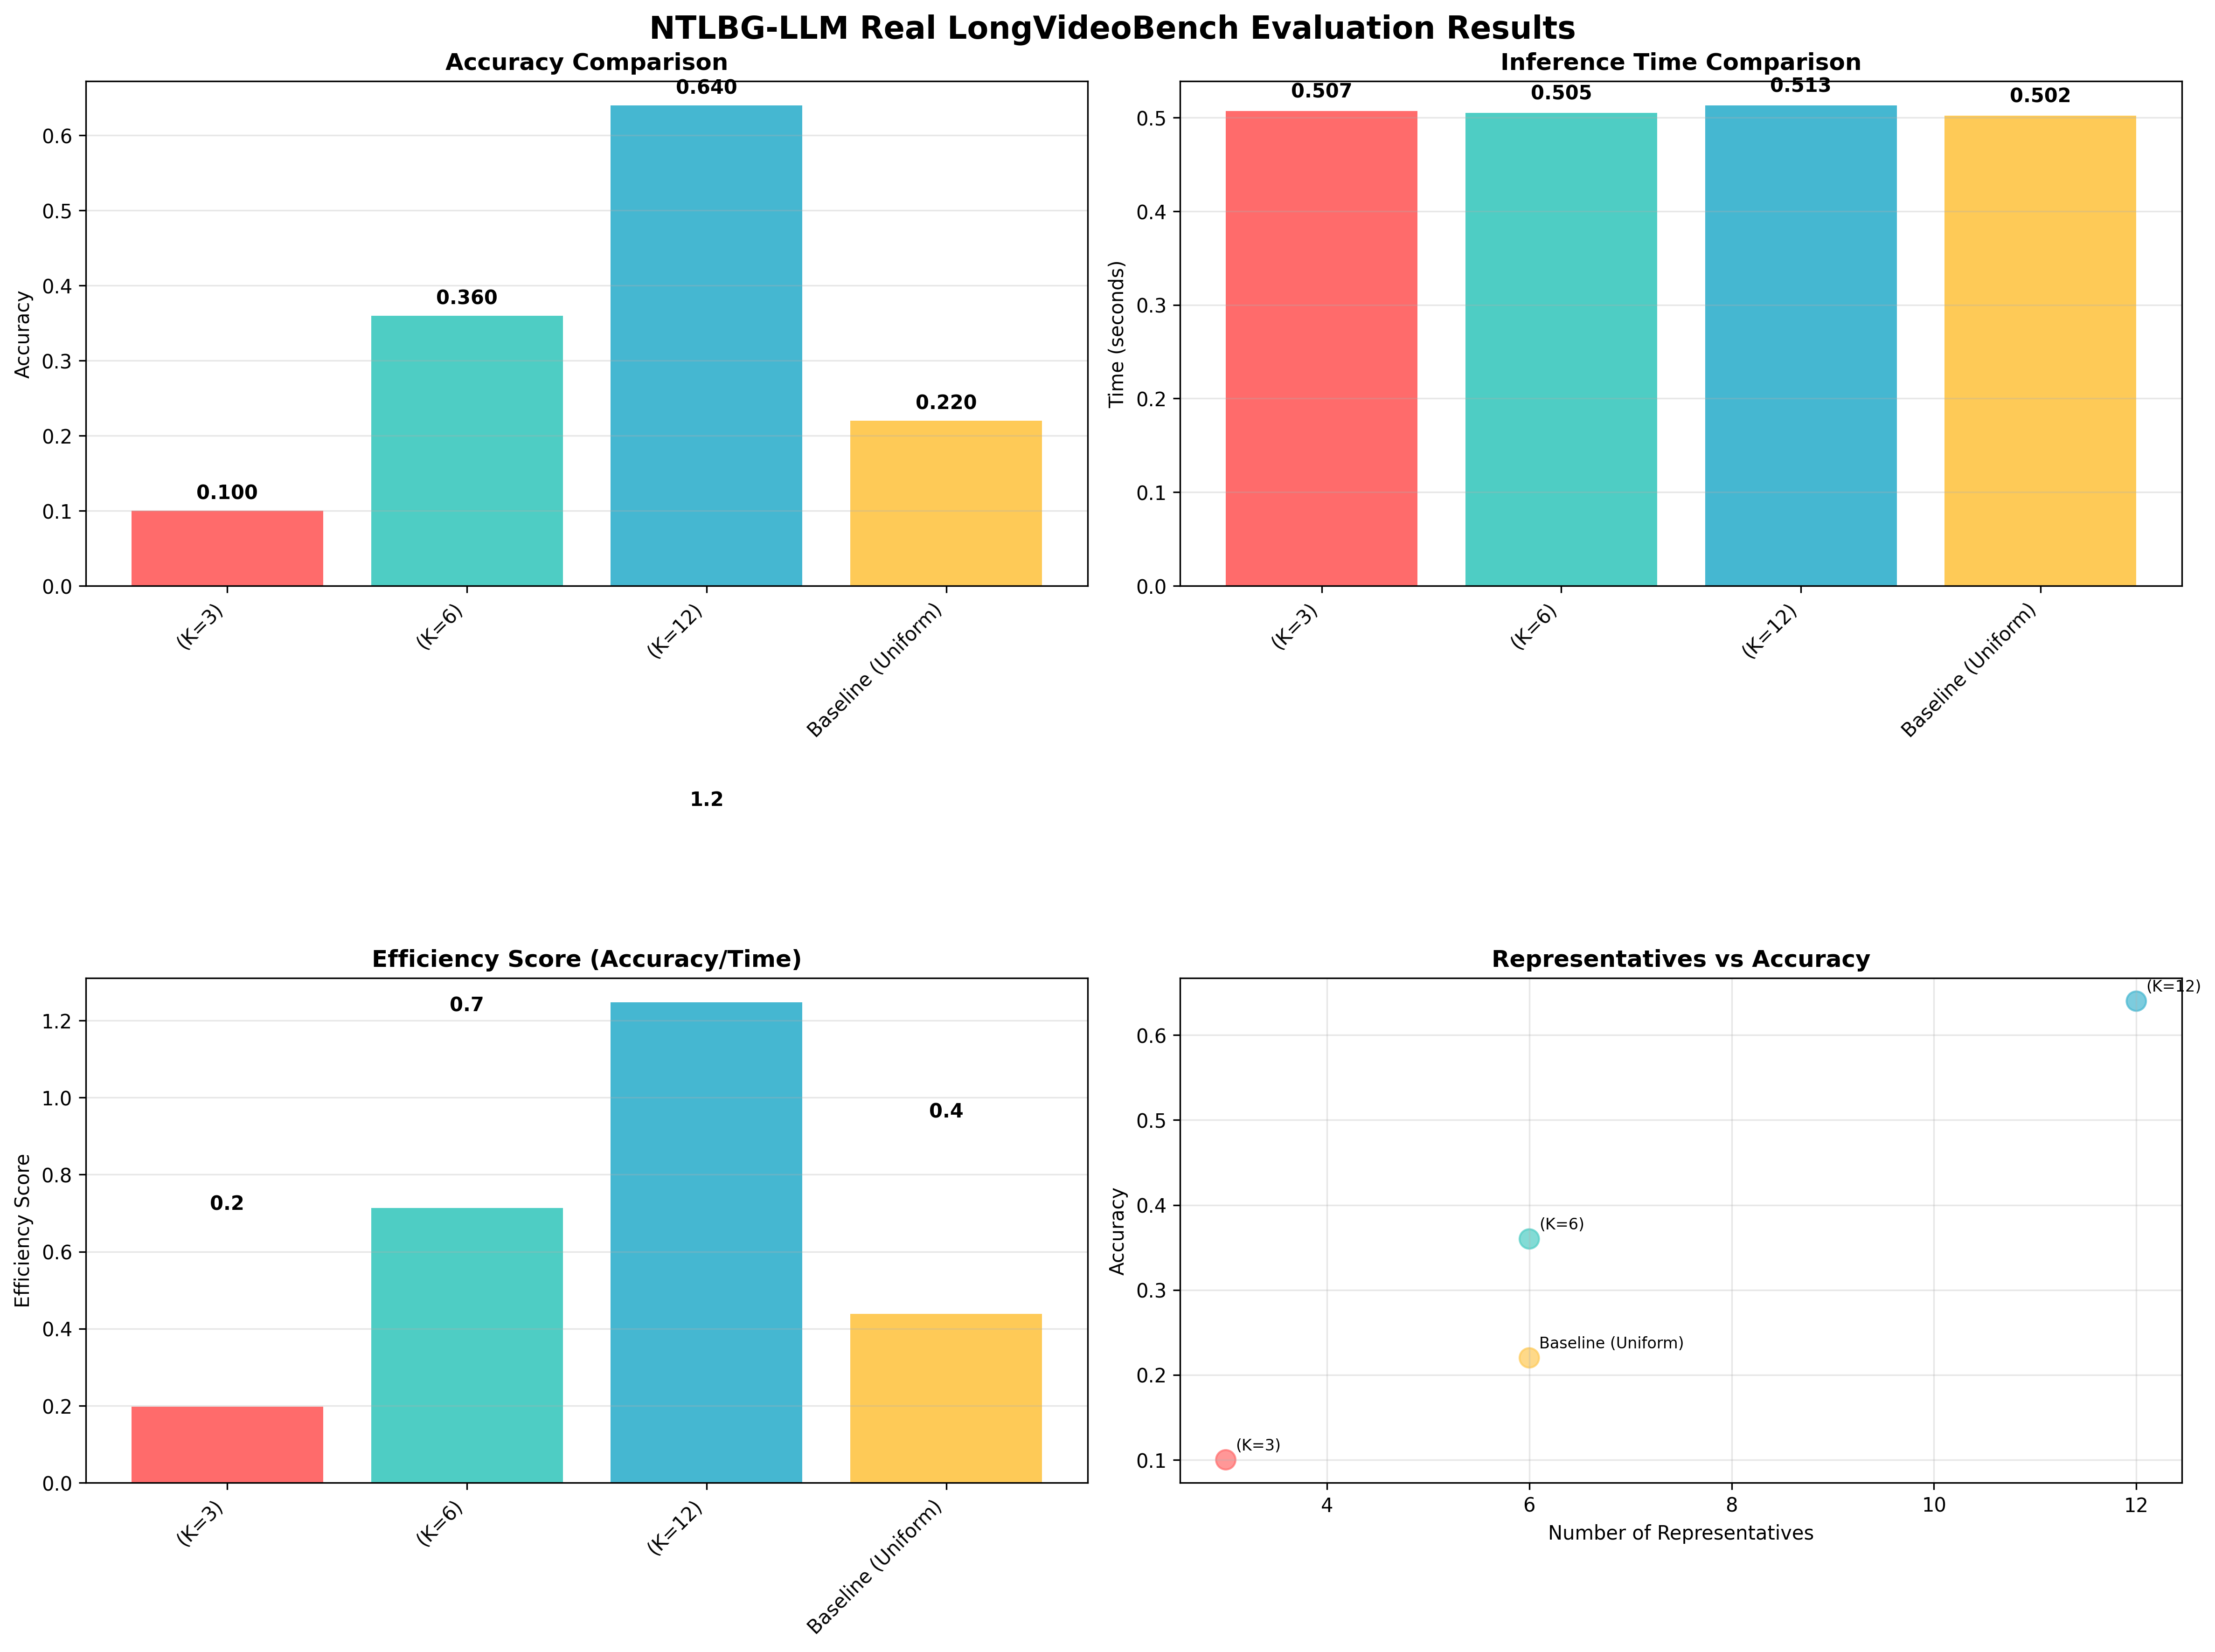 NTLBG-LLM Real LongVideoBench Evaluation Results
Accuracy Comparison
0.640
0.360
0.220
0.100
Accuracy
0.6
0.5
0.4
0.3
0.2
0.1
0.0
(K=3)
(K=6)
(K=12)
Baseline (Uniform)
Inference Time Comparison
0.507
0.505
0.513
0.502
Time (seconds)
0.5
0.4
0.3
0.2
0.1
0.0
(K=3)
(K=6)
(K=12)
Baseline (Uniform)
1.2
Efficiency Score (Accuracy/Time)
0.7
0.4
0.2
Efficiency Score
1.2
1.0
0.8
0.6
0.4
0.2
0.0
(K=3)
(K=6)
(K=12)
Baseline (Uniform)
Representatives vs Accuracy
(K=12)
(K=6)
Baseline (Uniform)
(K=3)
Accuracy
0.6
0.5
0.4
0.3
0.2
0.1
4
6
8
10
12
Number of Representatives